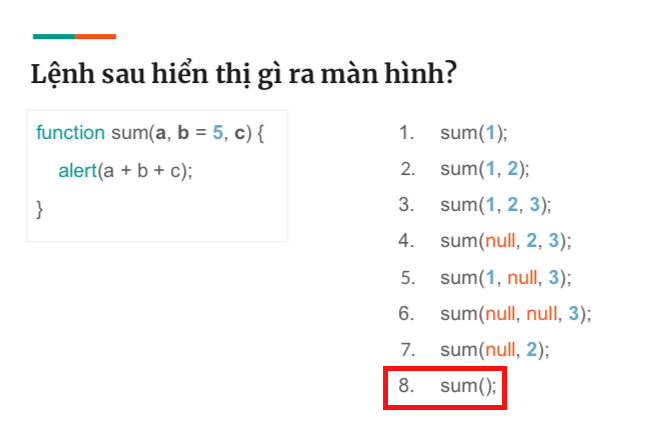 Lệnh sau hiển thị gì ra màn hình?
function sum(a, b = 5, c) {
alert(a + b + c);
}
1. sum(1);
2. sum(1, 2);
3. sum(1, 2, 3);
4. sum(null, 2, 3);
5. sum(1, null, 3);
6. sum(null, null, 3);
7. sum(null, 2);
8. sum();